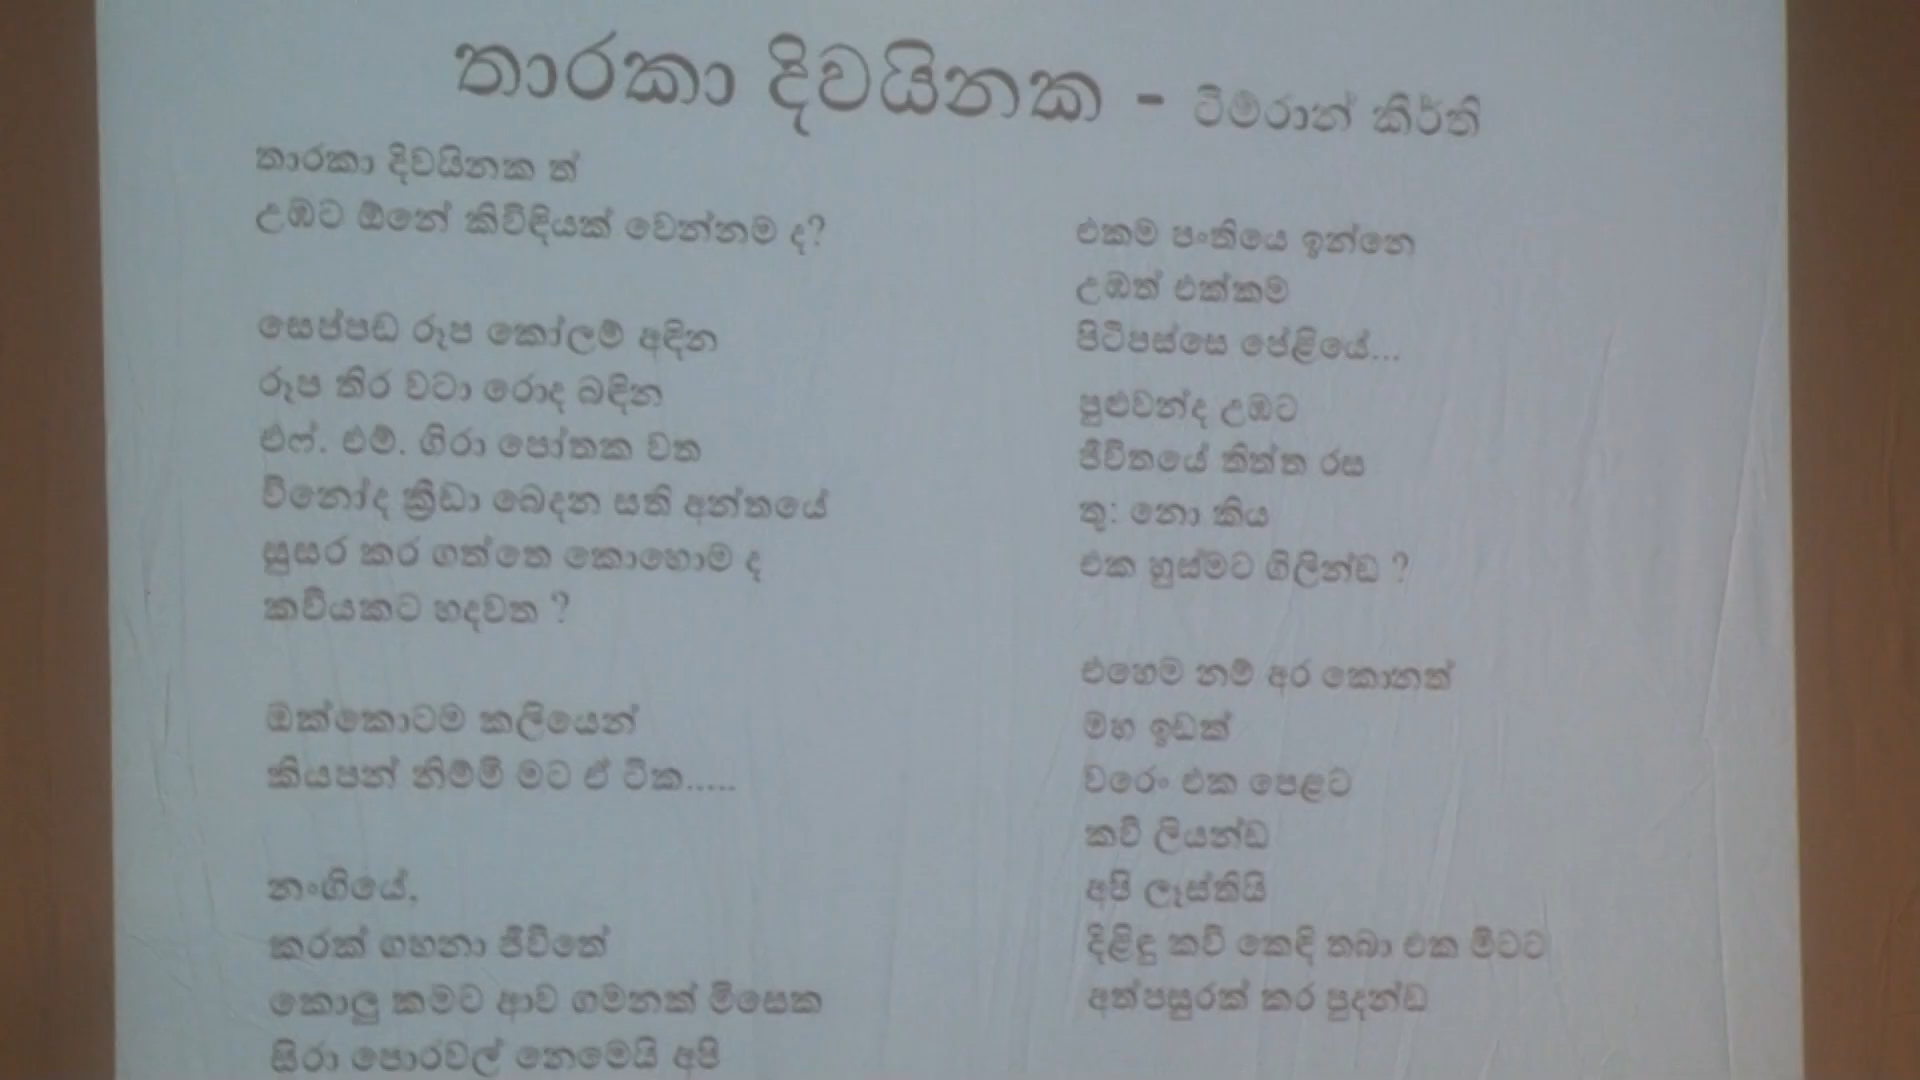 තාරකා දිවයිනක - ටිම්රාන් කීර්ති
තාරකා දිවයිනක ත්
උඹට ඕනේ කිවිඳියක් වෙන්නම ද?
සෙප්පඩ රූප කෝලම් අඳින
රූප තිර වටා රොද බඳින
එෆ්. එම්. ගිරා පෝතක වත
විනෝද ක්‍රීඩා බෙදන සති අන්තයේ
සුසර කර ගත්තෙ කොහොම ද
කවියකට හදවත ?
ඔක්කොටම කලියෙන්
කියපන් නිම්මි මට ඒ ටික.....
නංගියේ,
කරක් ගහනා ජීවිතේ
කොලු කමට ආව ගමනක් මිසෙක
සිරා පොරවල් නෙමෙයි අපි
එකම පංතියෙ ඉන්නෙ
උඹත් එක්කම
පිටිපස්සෙ පේළියේ...
පුළුවන්ද උඹට
ජීවිතයේ තිත්ත රස
තූ: නො කිය
එක හුස්මට ගිලින්ඩ ?
එහෙම නම් අර කොනත්
මහ ඉඩක්
වරෙං එක පෙළට
කවි ලියන්ඩ
අපි ලෑස්තියි
දිළිඳු කවි කෙඳි තබා එක මිටට
අත්පසුරක් කර පුදන්ඩ